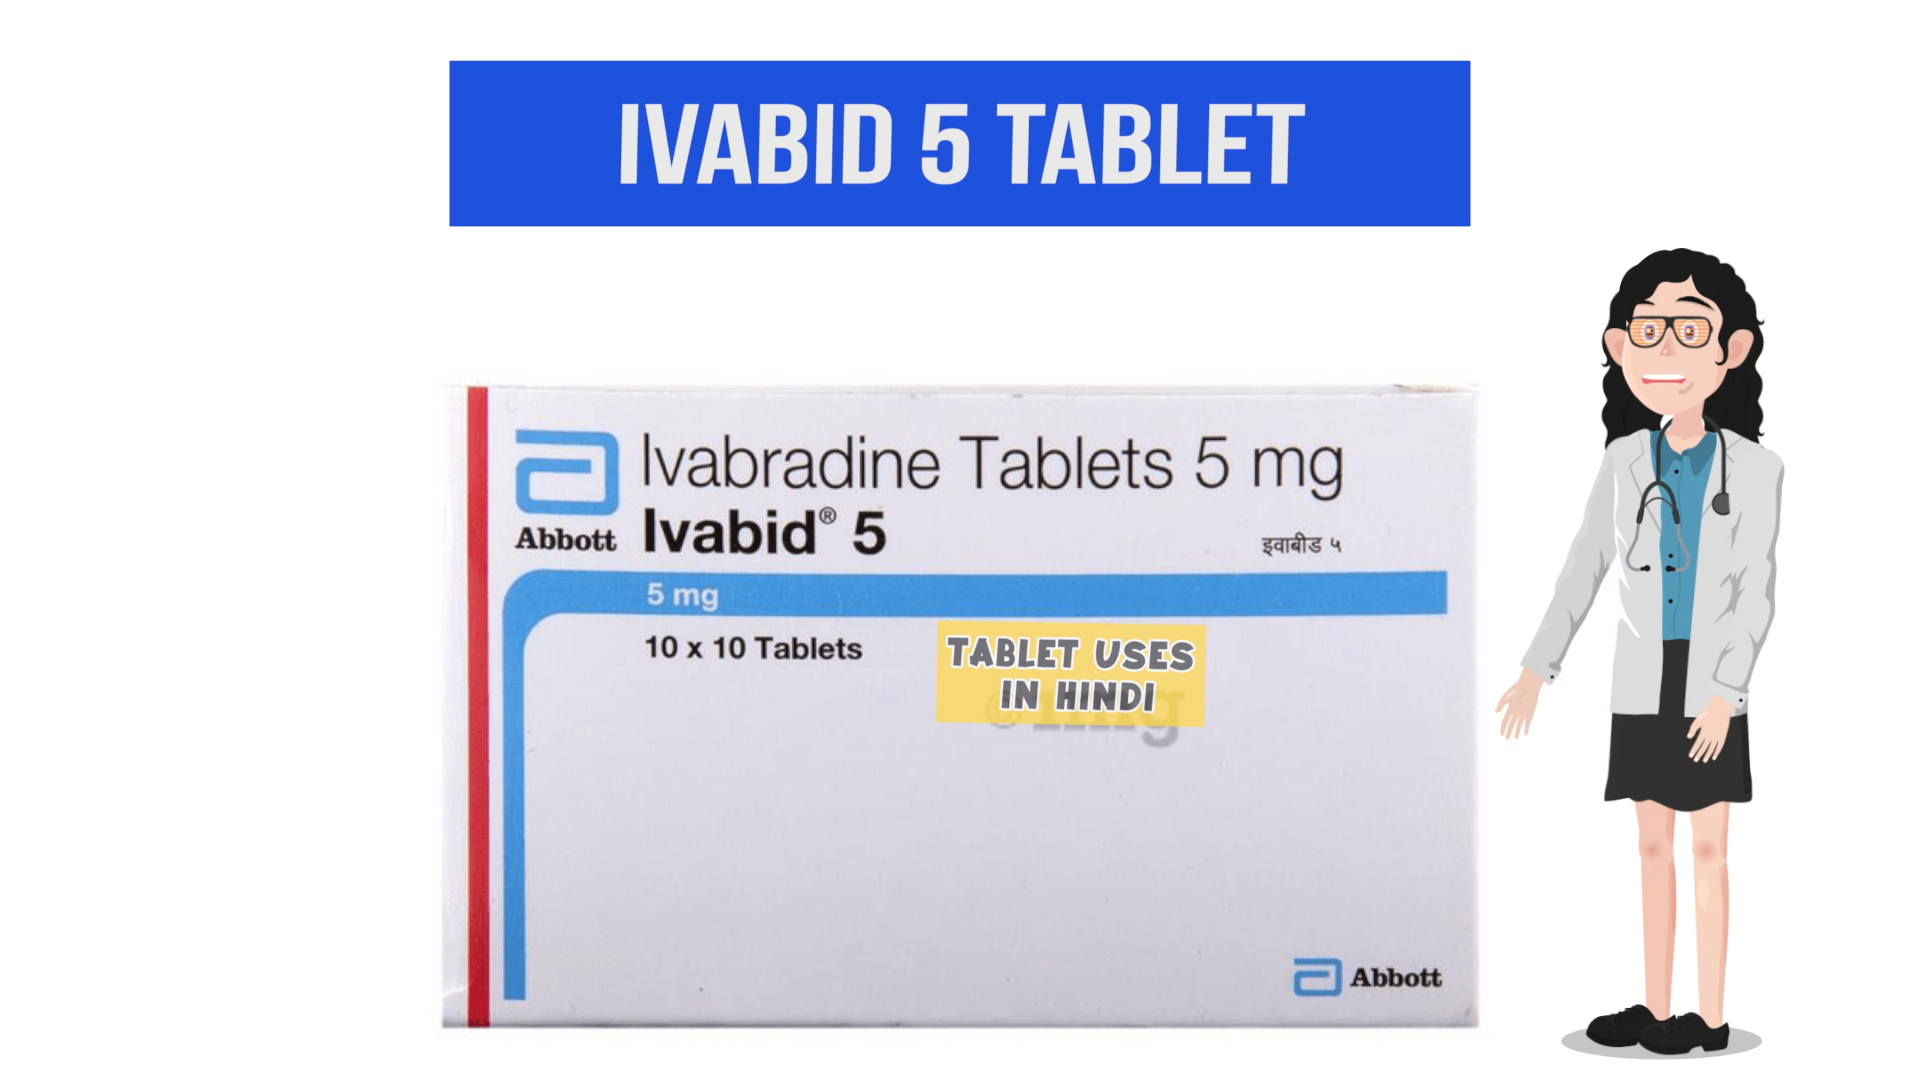 IVABID 5 TABLET
Ivabradine Tablets 5 mg
Abbott
Ivabid® 5
इवाबीड ५
5 mg
10 x 10 Tablets
TABLET USES
IN HINDI
Abbott